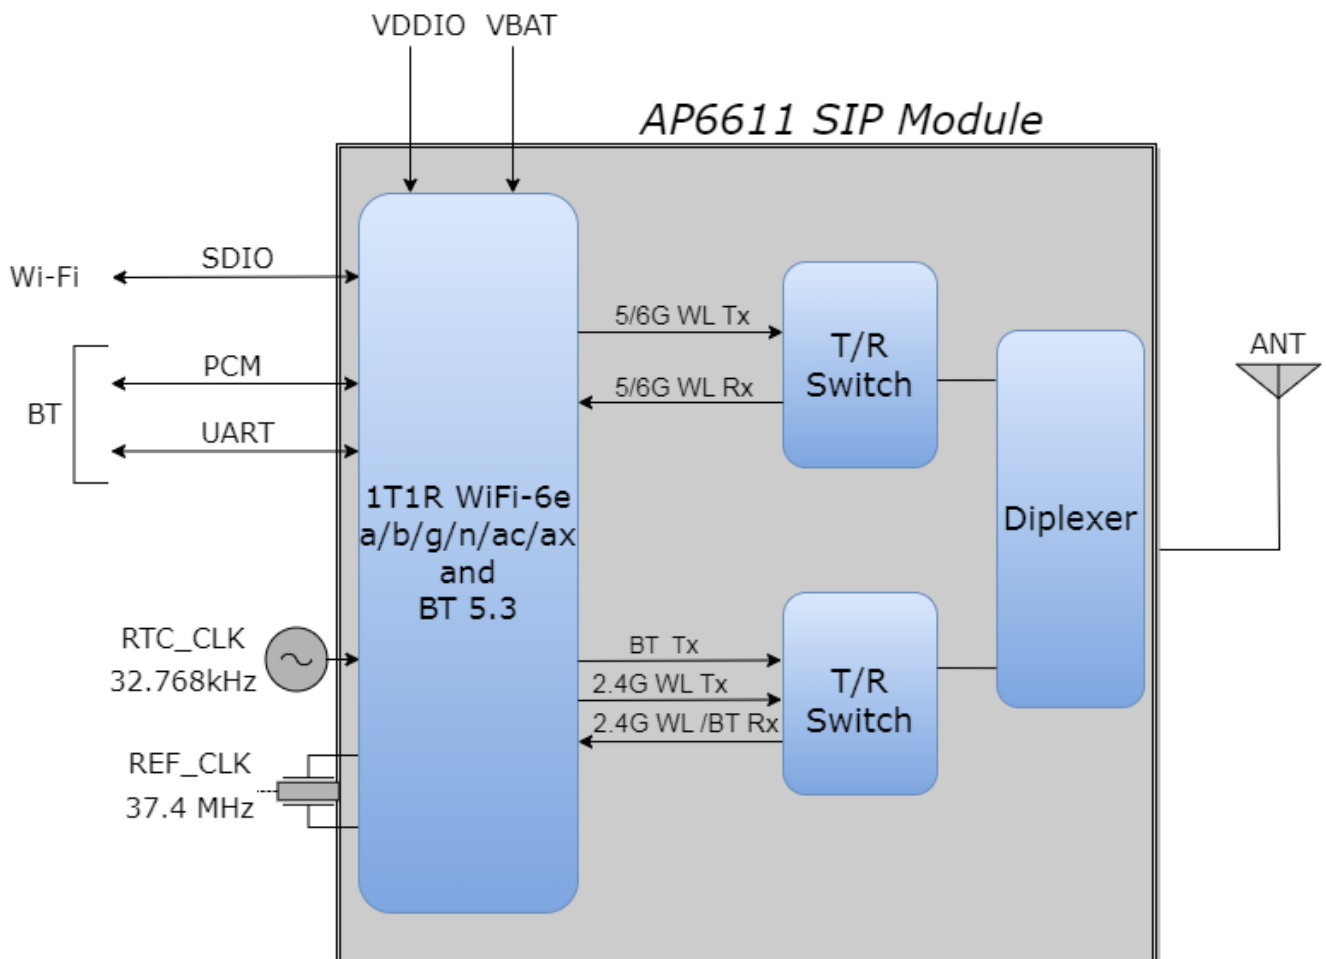 VDDIO VBAT
AP6611 SIP Module
Wi-Fi
SDIO
BT
PCM
UART
1T1R WiFi-6e
a/b/g/n/ac/ax
and
BT 5.3
5/6G WL Tx
5/6G WL Rx
T/R
Switch
Diplexer
ANT
RTC_CLK
32.768kHz
REF_CLK
37.4 MHz
BT Tx
2.4G WL Tx
2.4G WL /BT Rx
T/R
Switch